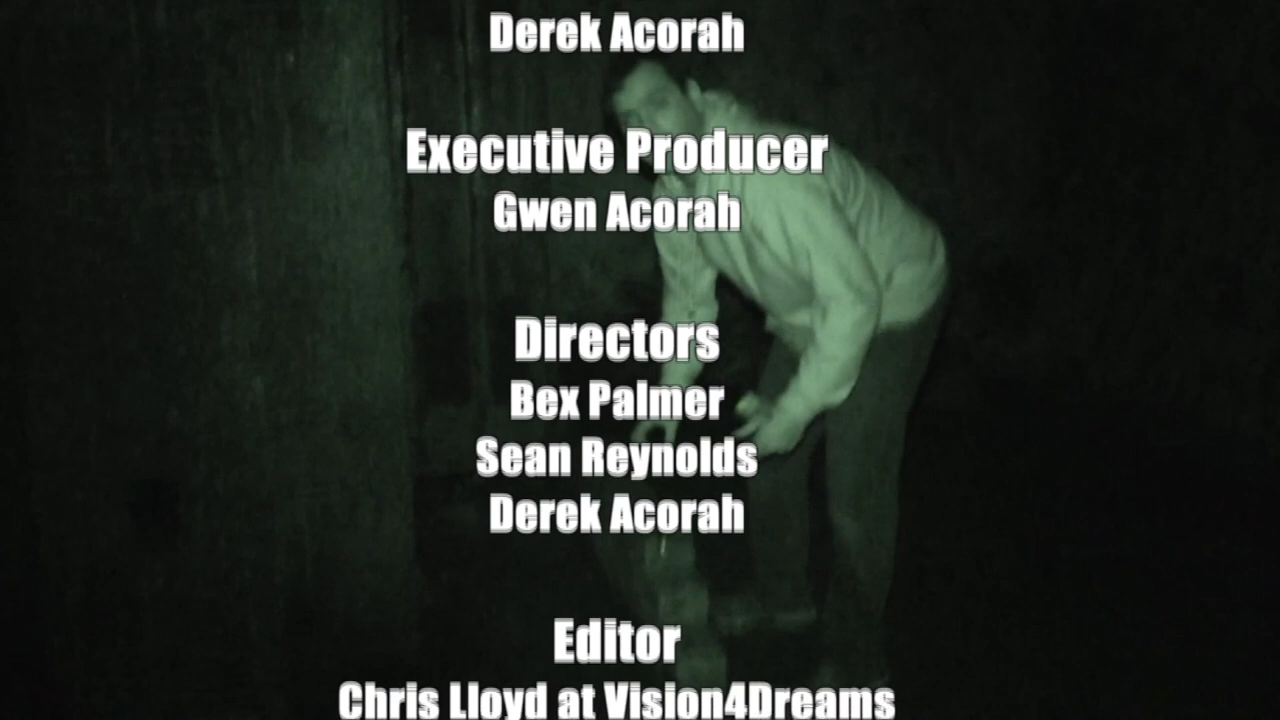 Derek Acorah
Executive Producer
Gwen Acorah
Directors
Bex Palmer
Sean Reynolds
Derek Acorah
Editor
Chris Lloyd at Vision4Dreams